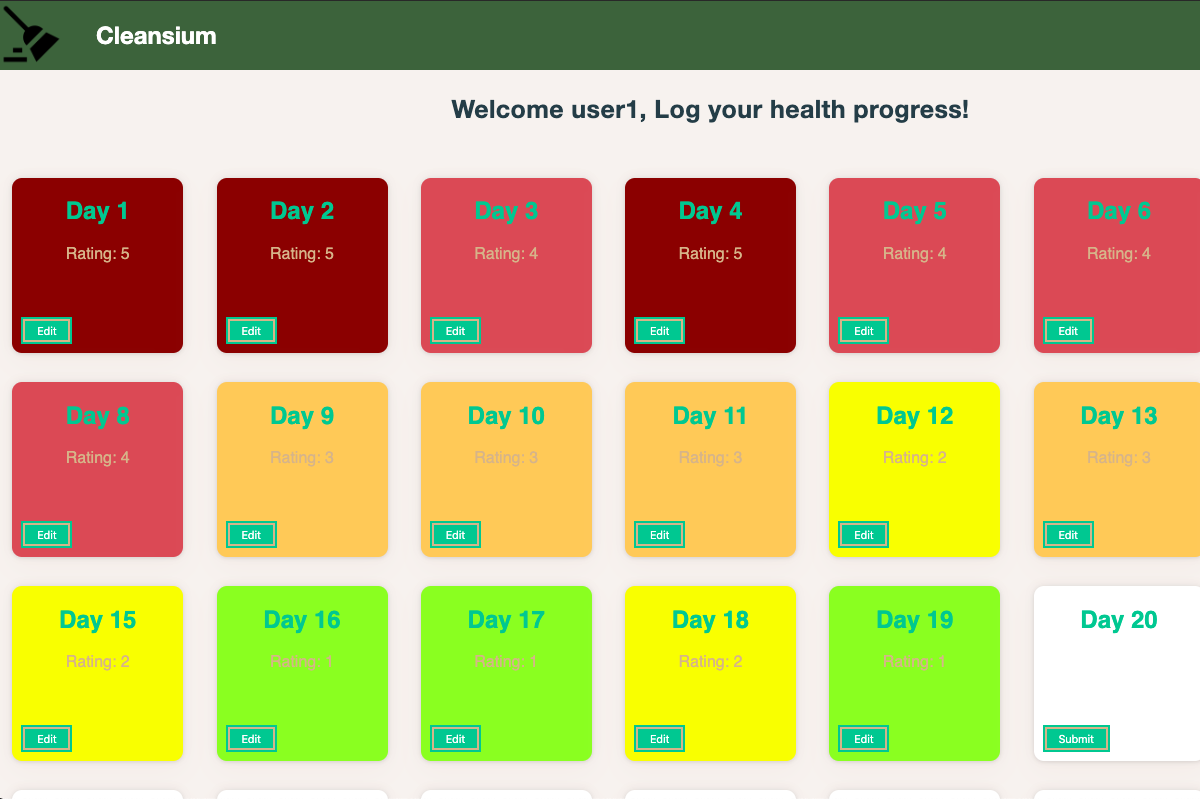 Cleansium
Welcome user1, Log your health progress!
Day 1
Rating: 5
Edit
Day 2
Rating: 5
Edit
Day 3
Rating: 4
Edit
Day 4
Rating: 5
Edit
Day 5
Rating: 4
Edit
Day 6
Rating: 4
Edit
Day 8
Rating: 4
Edit
Day 9
Rating: 3
Edit
Day 10
Rating: 3
Edit
Day 11
Rating: 3
Edit
Day 12
Rating: 2
Edit
Day 13
Rating: 3
Edit
Day 15
Rating: 2
Edit
Day 16
Rating: 1
Edit
Day 17
Rating: 1
Edit
Day 18
Rating: 2
Edit
Day 19
Rating: 1
Edit
Day 20
Submit